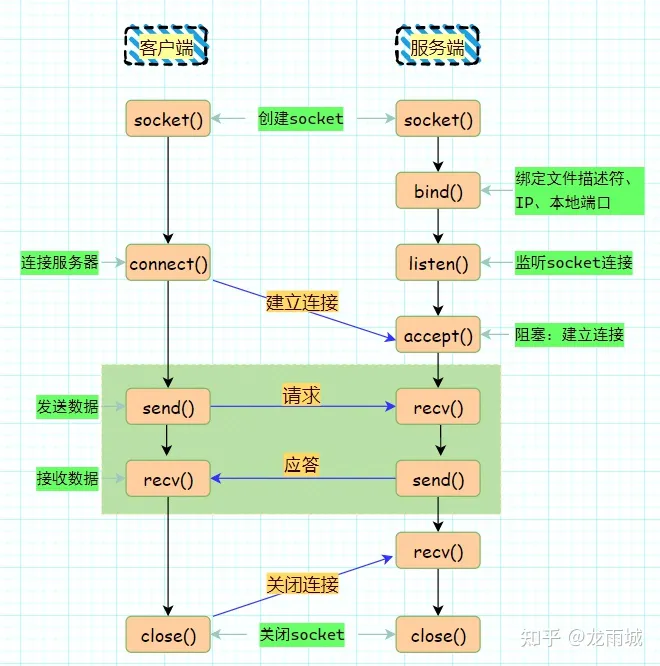 客户端
服务端
socket()
创建socket
socket()
bind()
绑定文件描述符、
IP、本地端口
连接服务器
connect()
listen()
监听socket连接
建立连接
accept()
阻塞：建立连接
发送数据
send()
请求
recv()
接收数据
recv()
应答
send()
recv()
关闭连接
close()
关闭socket
close()
知乎 @龙雨城